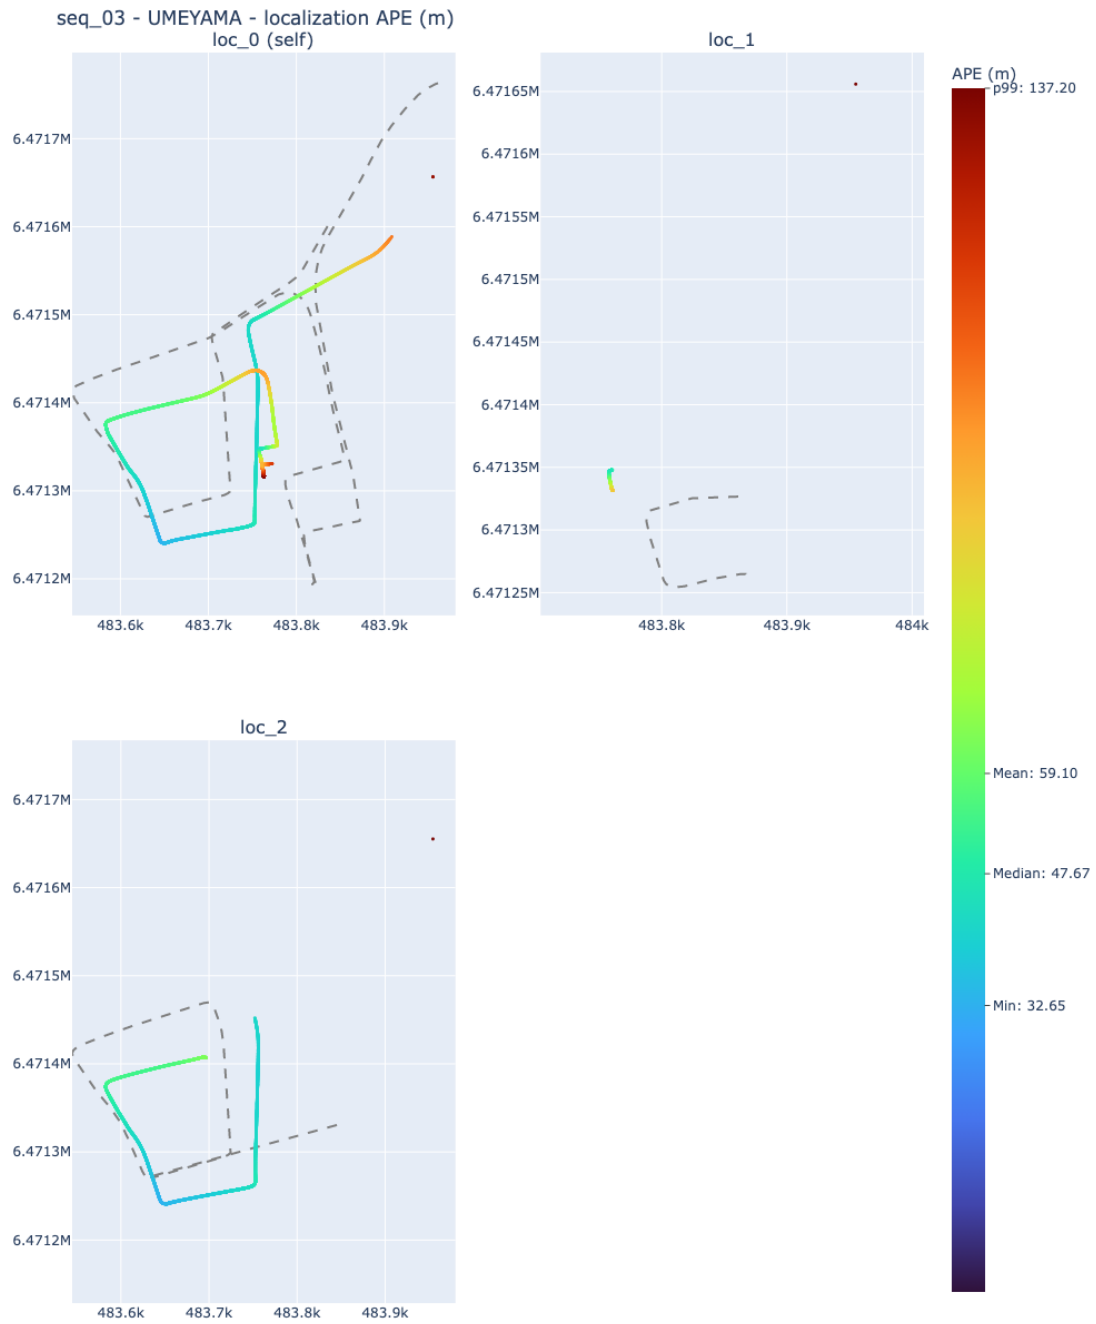 seq_03 - UMEYAMA - localization APE (m)
loc_0 (self)
loc_1
APE (m)
p99: 137.20
Mean: 59.10
Median: 47.67
Min: 32.65
6.4717M
6.4716M
6.4715M
6.4714M
6.4713M
6.4712M
483.6k 483.7k 483.8k 483.9k
6.47165M
6.4716M
6.47155M
6.4715M
6.47145M
6.4714M
6.47135M
6.4713M
6.47125M
483.8k 483.9k 484k
loc_2
6.4717M
6.4716M
6.4715M
6.4714M
6.4713M
6.4712M
483.6k 483.7k 483.8k 483.9k